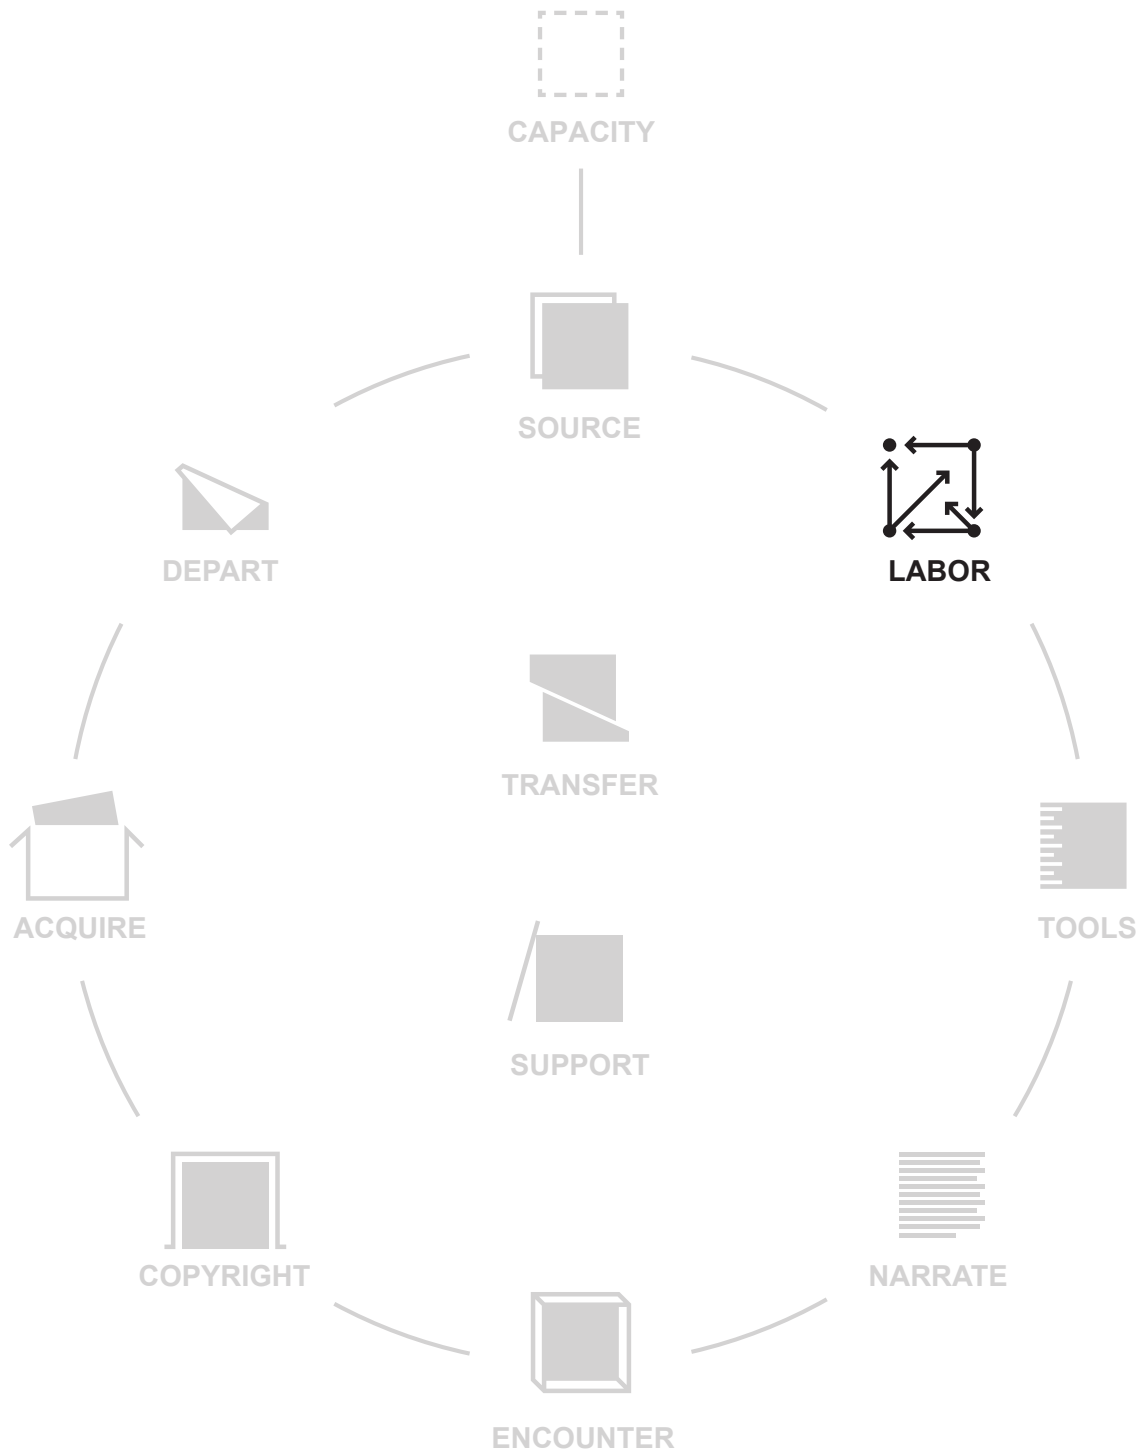 CAPACITY
SOURCE
LABOR
DEPART
TRANSFER
TOOLS
ACQUIRE
SUPPORT
NARRATE
COPYRIGHT
ENCOUNTER